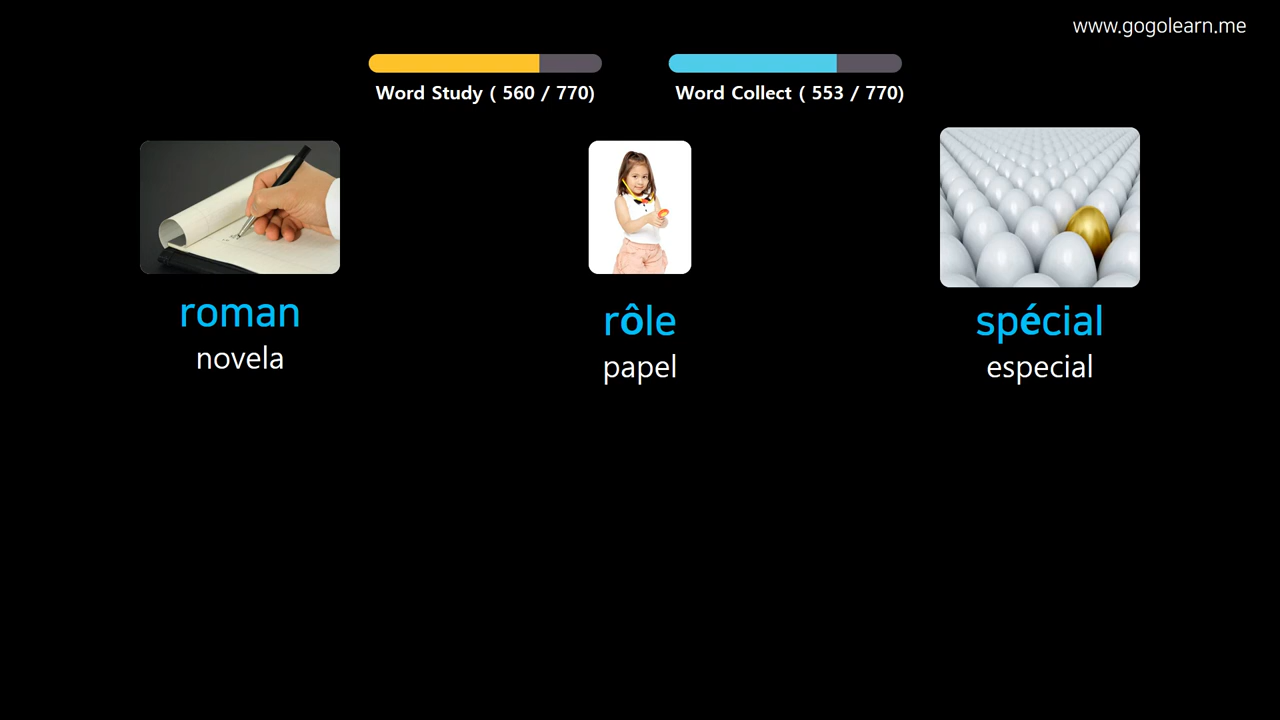 www.gogolearn.me
Word Study ( 560 / 770)
Word Collect ( 553 / 770)
roman
novela
rôle
papel
spécial
especial